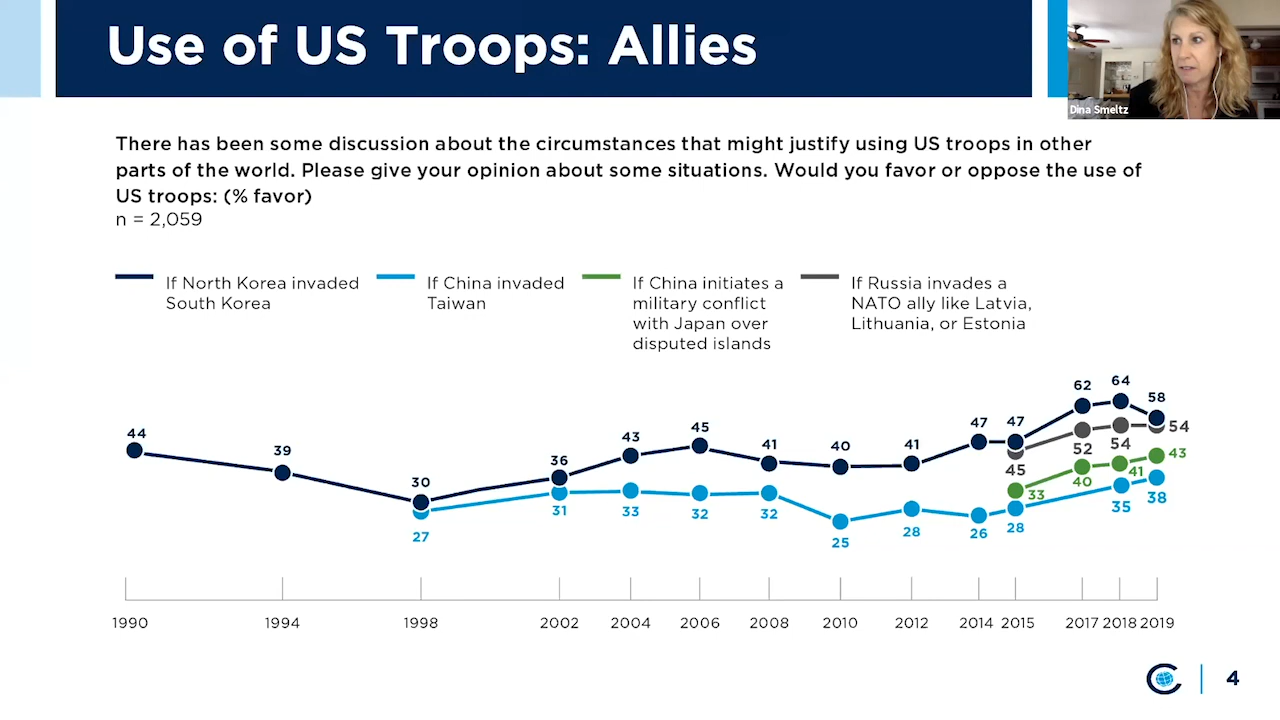 Use of US Troops: Allies
Dina Smeltz
There has been some discussion about the circumstances that might justify using US troops in other
parts of the world. Please give your opinion about some situations. Would you favor or oppose the use of
US troops: (% favor)
n = 2,059
If North Korea invaded
South Korea
If China invaded
Taiwan
If China initiates a
military conflict
with Japan over
disputed islands
If Russia invades a
NATO ally like Latvia,
Lithuania, or Estonia
44
39
30
36
43
45
41
40
41
47
47
62
64
58
45
52
54
54
33
40
41
43
27
31
33
32
32
25
28
26
28
35
38
1990
1994
1998
2002
2004
2006
2008
2010
2012
2014
2015
2017
2018
2019
4